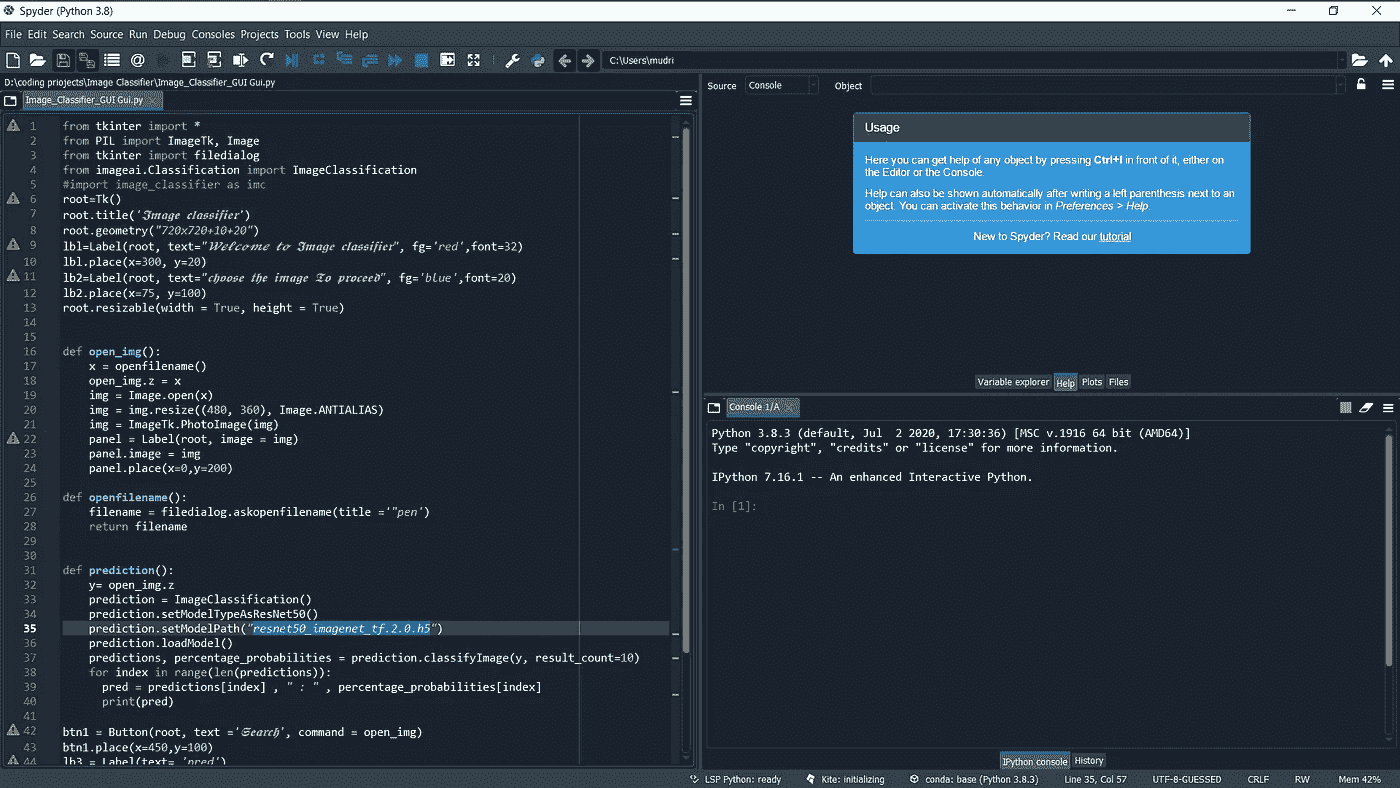 Spyder (Python 3.8)
File Edit Search Source Run Debug Consoles Projects Tools View Help
C:\Users\mudri
D:\coding projects\Image Classifier\Image_Classifier_GUI Gui.py
Image_Classifier_GUI Gui.py
1 from tkinter import *
2 from PIL import ImageTk, Image
3 from tkinter import filedialog
4 from imageai.Classification import ImageClassification
5 #import image_classifier as imc
6 root=Tk()
7 root.title('𝕴𝖒𝖆𝖌𝖊 𝖈𝖑𝖆𝖘𝖘𝖎𝖋𝖎𝖊𝖗')
8 root.geometry("720x720+10+20")
9 lbl=Label(root, text="𝓦𝓮𝓵𝓬𝓸𝓶𝓮 𝓽𝓸 𝕴𝖒𝖆𝖌𝖊 𝖈𝖑𝖆𝖘𝖘𝖎𝖋𝖎𝖊𝖗", fg='red',font=32)
10 lbl.place(x=300, y=20)
11 lb2=Label(root, text="𝖈𝖍𝖔𝖔𝖘𝖊 𝖙𝖍𝖊 𝖎𝖒𝖆𝖌𝖊 𝕿𝖔 𝖕𝖗𝖔𝖈𝖊𝖊𝖉", fg='blue',font=20)
12 lb2.place(x=75, y=100)
13 root.resizable(width = True, height = True)
14
15
16 def open_img():
17 x = openfilename()
18 open_img.z = x
19 img = Image.open(x)
20 img = img.resize((480, 360), Image.ANTIALIAS)
21 img = ImageTk.PhotoImage(img)
22 panel = Label(root, image = img)
23 panel.image = img
24 panel.place(x=0,y=200)
25
26 def openfilename():
27 filename = filedialog.askopenfilename(title ='"pen')
28 return filename
29
30
31 def prediction():
32 y= open_img.z
33 prediction = ImageClassification()
34 prediction.setModelTypeAsResNet50()
35 prediction.setModelPath("resnet50_imagenet_tf.2.0.h5")
36 prediction.loadModel()
37 predictions, percentage_probabilities = prediction.classifyImage(y, result_count=10)
38 for index in range(len(predictions)):
39 pred = predictions[index] , " : " , percentage_probabilities[index]
40 print(pred)
41
42 btn1 = Button(root, text ='𝕾𝖊𝖆𝖗𝖈𝖍', command = open_img)
43 btn1.place(x=450,y=100)
44 lb3 = Label(text= 'pred')
Source Console Object
Usage
Here you can get help of any object by pressing Ctrl+I in front of it, either on
the Editor or the Console.
Help can also be shown automatically after writing a left parenthesis next to an
object. You can activate this behavior in Preferences > Help.
New to Spyder? Read our tutorial
Variable explorer Help Plots Files
Console 1/A
Python 3.8.3 (default, Jul 2 2020, 17:30:36) [MSC v.1916 64 bit (AMD64)]
Type "copyright", "credits" or "license" for more information.
IPython 7.16.1 -- An enhanced Interactive Python.
In [1]:
IPython console History
LSP Python: ready Kite: initializing conda: base (Python 3.8.3) Line 35, Col 57 UTF-8-GUESSED CRLF RW Mem 42%